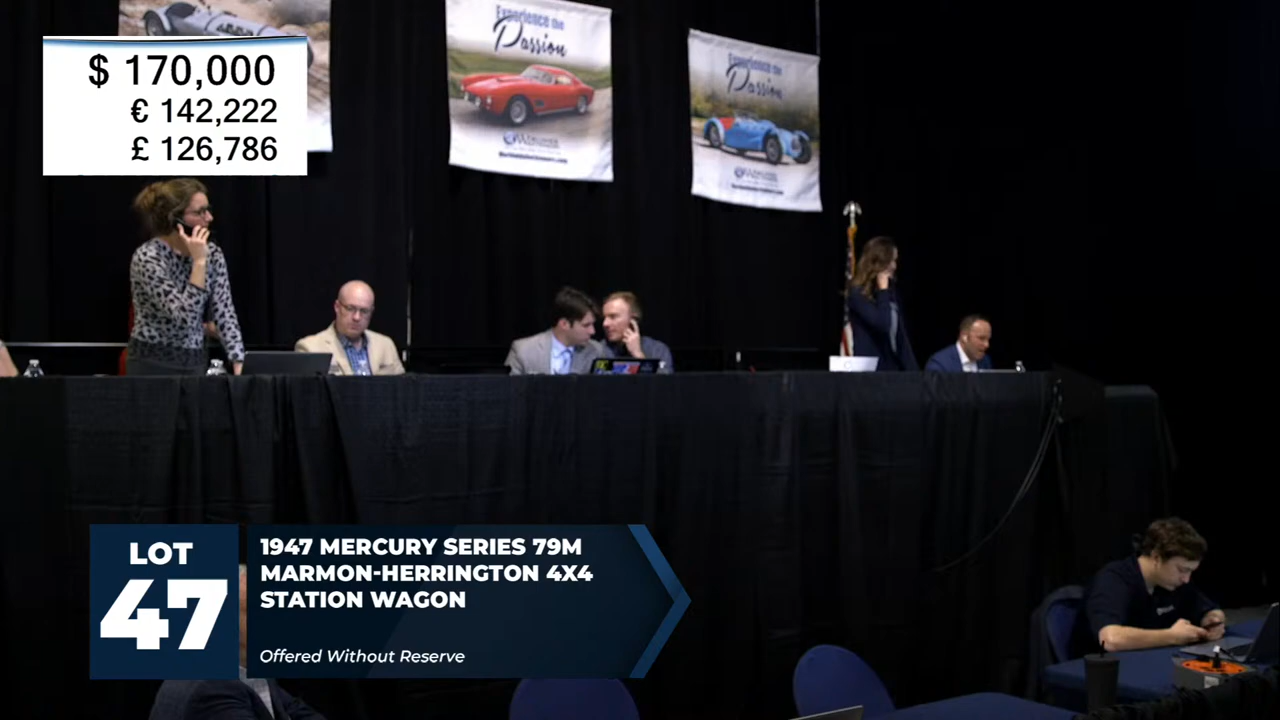 $ 170,000
€ 142,222
£ 126,786
Experience the
Passion
Experience the
Passion
LOT
47
1947 MERCURY SERIES 79M
MARMON-HERRINGTON 4X4
STATION WAGON
Offered Without Reserve